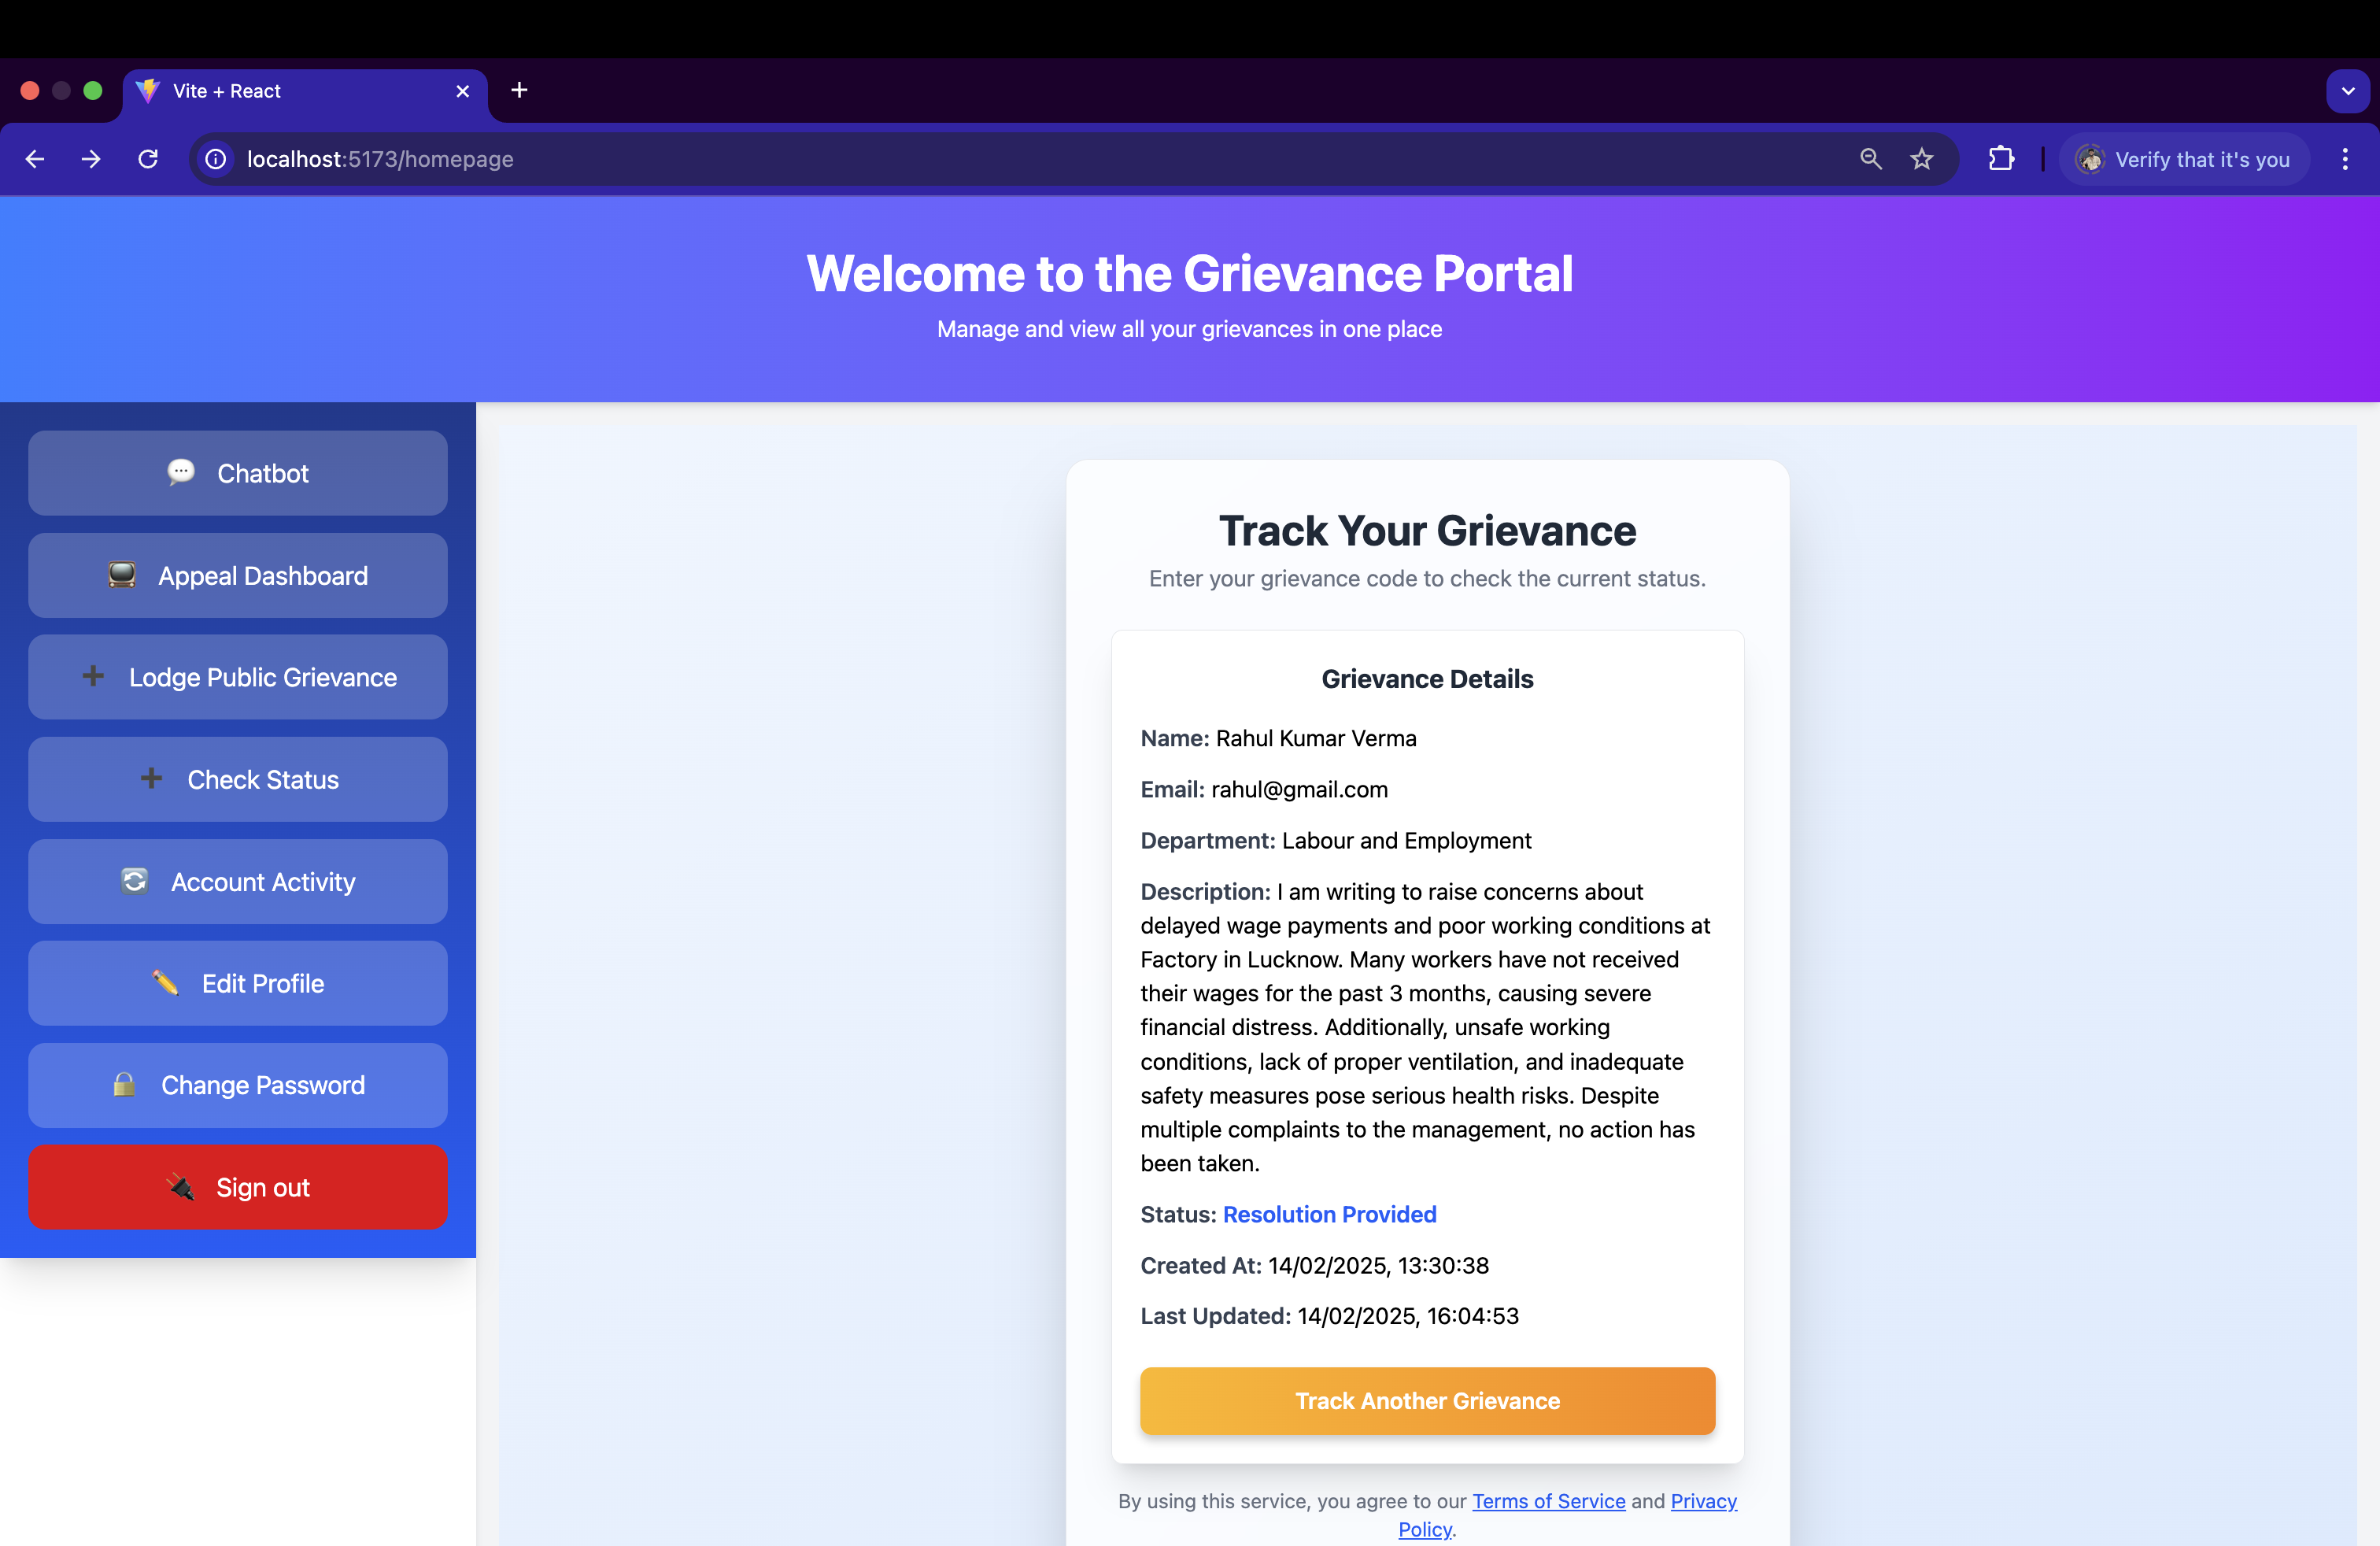 Vite + React
localhost:5173/homepage
Verify that it's you
Welcome to the Grievance Portal
Manage and view all your grievances in one place
Chatbot
Appeal Dashboard
Lodge Public Grievance
Check Status
Account Activity
Edit Profile
Change Password
Sign out
Track Your Grievance
Enter your grievance code to check the current status.
Grievance Details
Name: Rahul Kumar Verma
Email: rahul@gmail.com
Department: Labour and Employment
Description: I am writing to raise concerns about
delayed wage payments and poor working conditions at
Factory in Lucknow. Many workers have not received
their wages for the past 3 months, causing severe
financial distress. Additionally, unsafe working
conditions, lack of proper ventilation, and inadequate
safety measures pose serious health risks. Despite
multiple complaints to the management, no action has
been taken.
Status: Resolution Provided
Created At: 14/02/2025, 13:30:38
Last Updated: 14/02/2025, 16:04:53
Track Another Grievance
By using this service, you agree to our Terms of Service and Privacy
Policy.